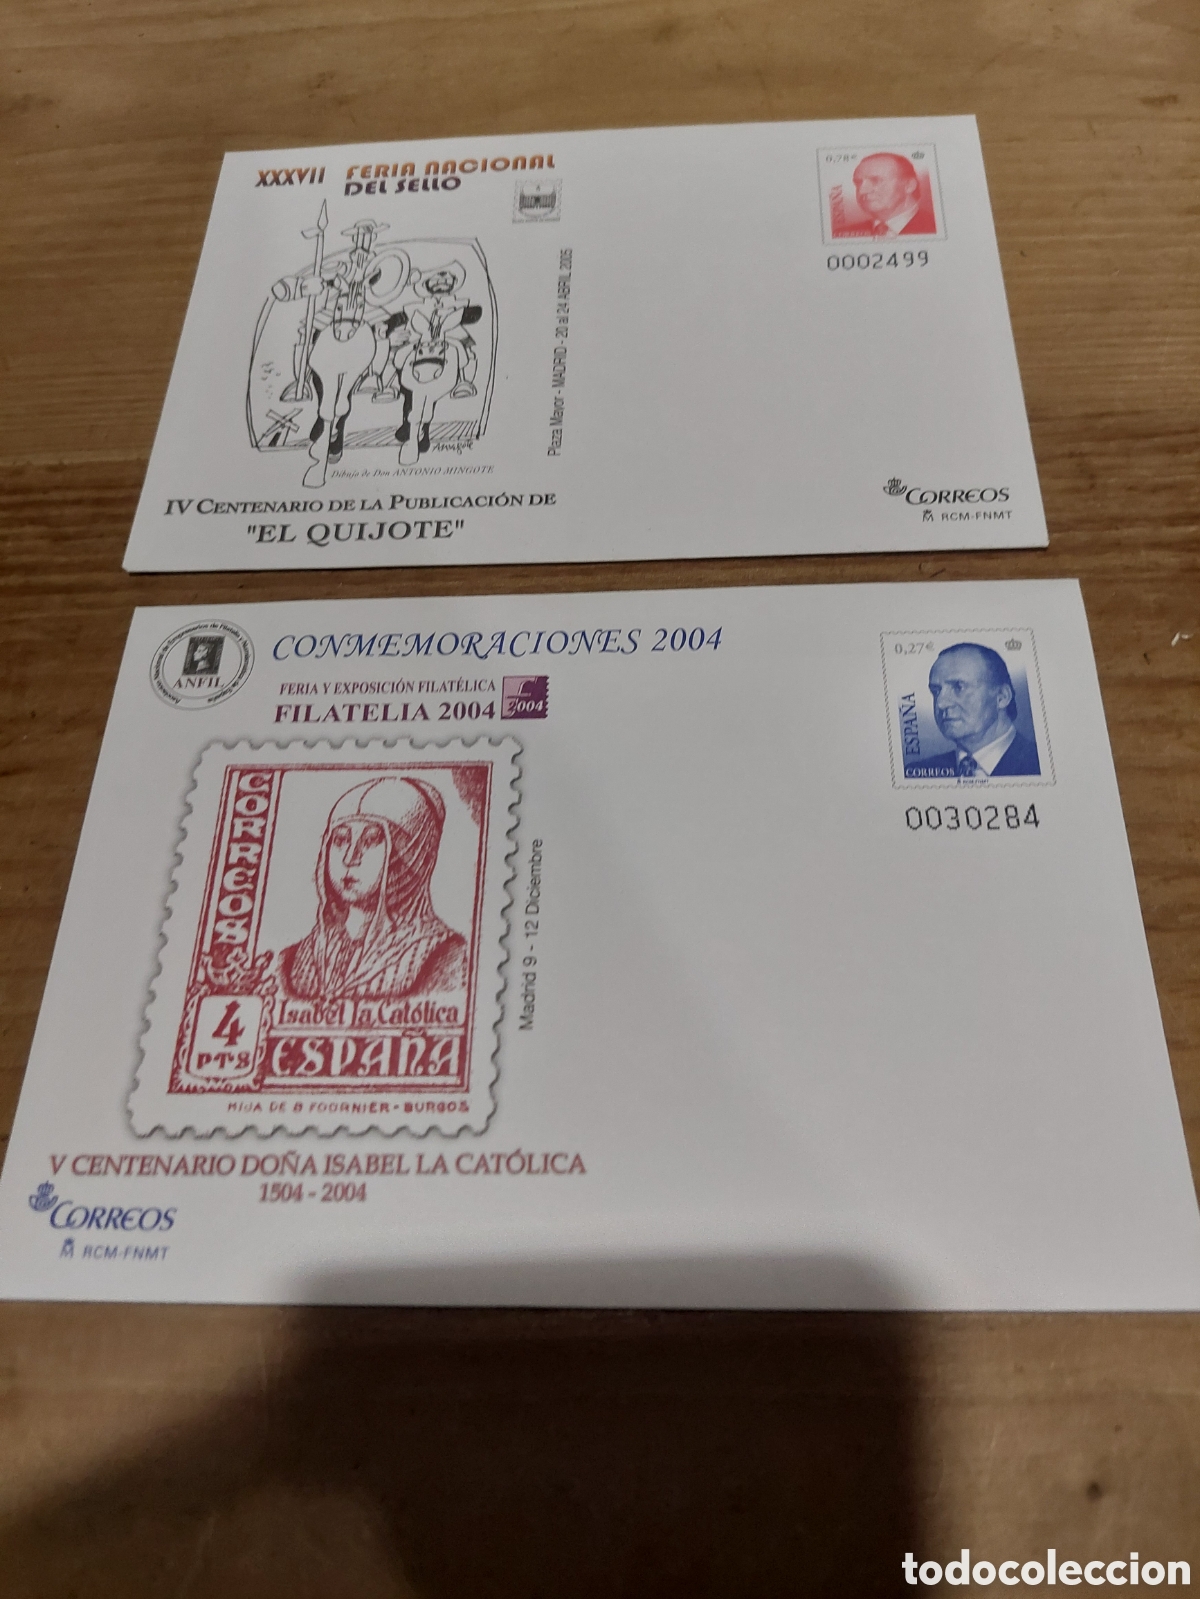 XXXVII FERIA NACIONAL
DEL SELLO
0,78€
ESPAÑA
0002499
Plaza Mayor - MADRID - 20 al 24 ABRIL 2005
Mingote
Dibujo de Don ANTONIO MINGOTE
IV CENTENARIO DE LA PUBLICACIÓN DE
"EL QUIJOTE"
CORREOS
RCM-FNMT
ANFIL
CONMEMORACIONES 2004
FERIA Y EXPOSICIÓN FILATÉLICA
FILATELIA 2004
2004
0,27€
ESPAÑA
CORREOS
RCM-FNMT
0030284
CORREOS
4
PTS
Isabel la Católica
ESPAÑA
HIJA DE B FOURNIER - BURGOS
Madrid 9 - 12 Diciembre
V CENTENARIO DOÑA ISABEL LA CATÓLICA
1504 - 2004
CORREOS
RCM-FNMT
todocoleccion